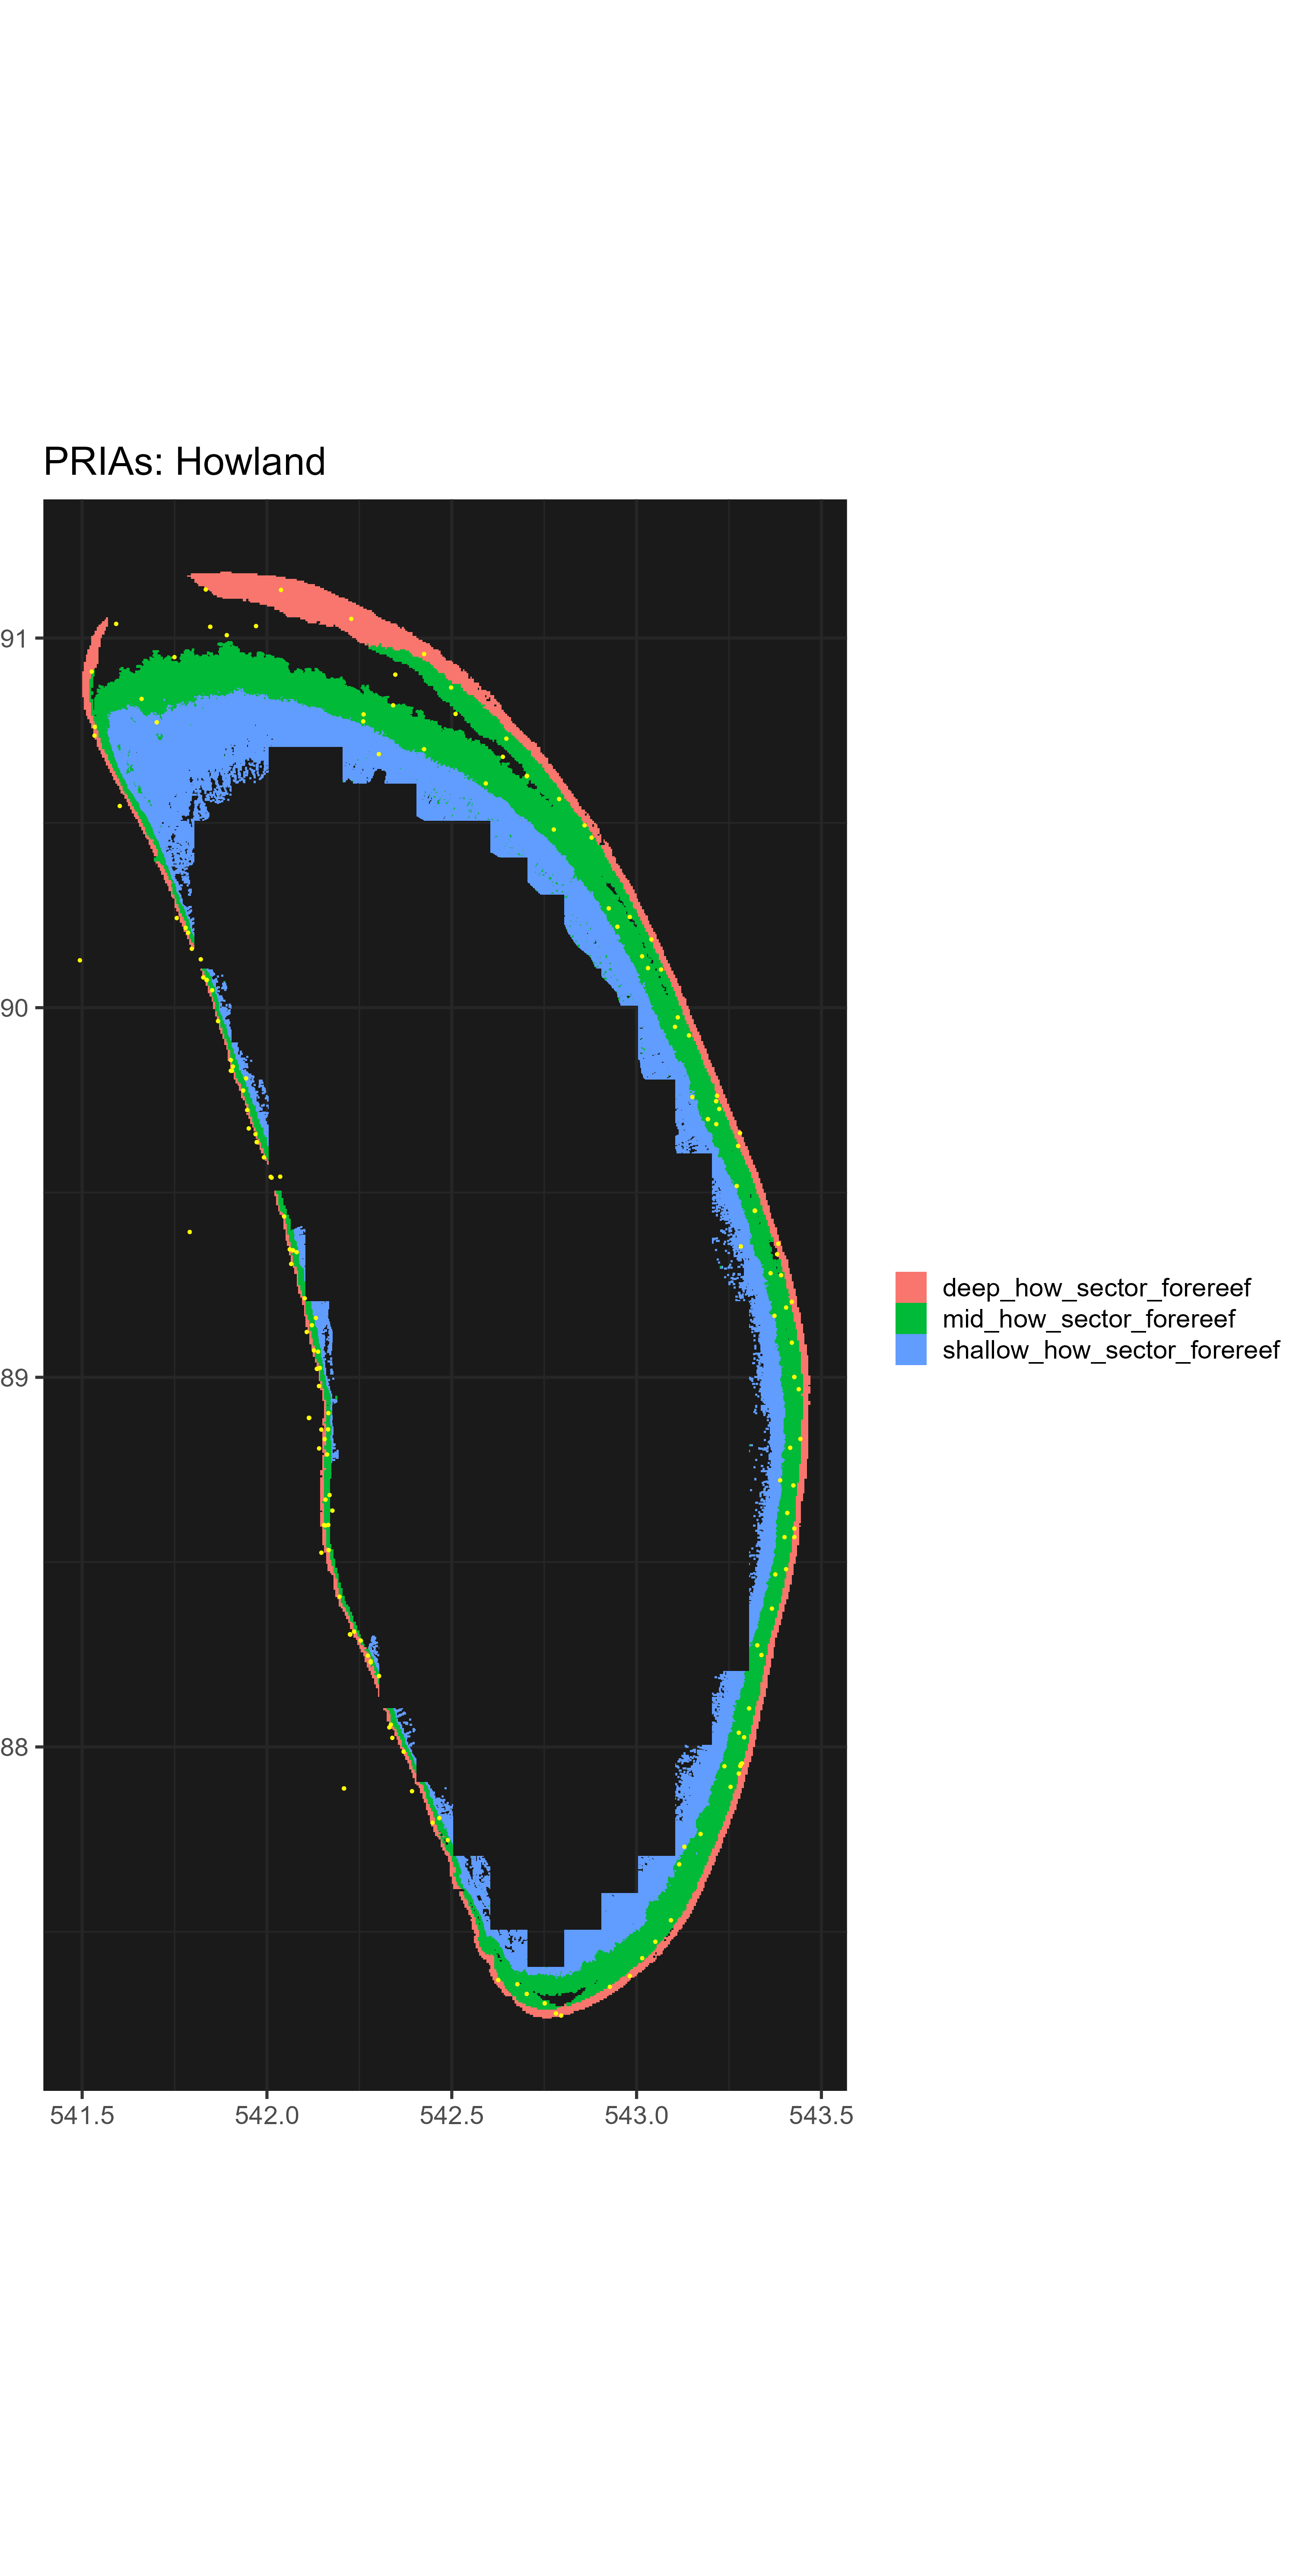 PRIAs: Howland
91
90
89
88
541.5 542.0 542.5 543.0 543.5
deep_how_sector_forereef
mid_how_sector_forereef
shallow_how_sector_forereef